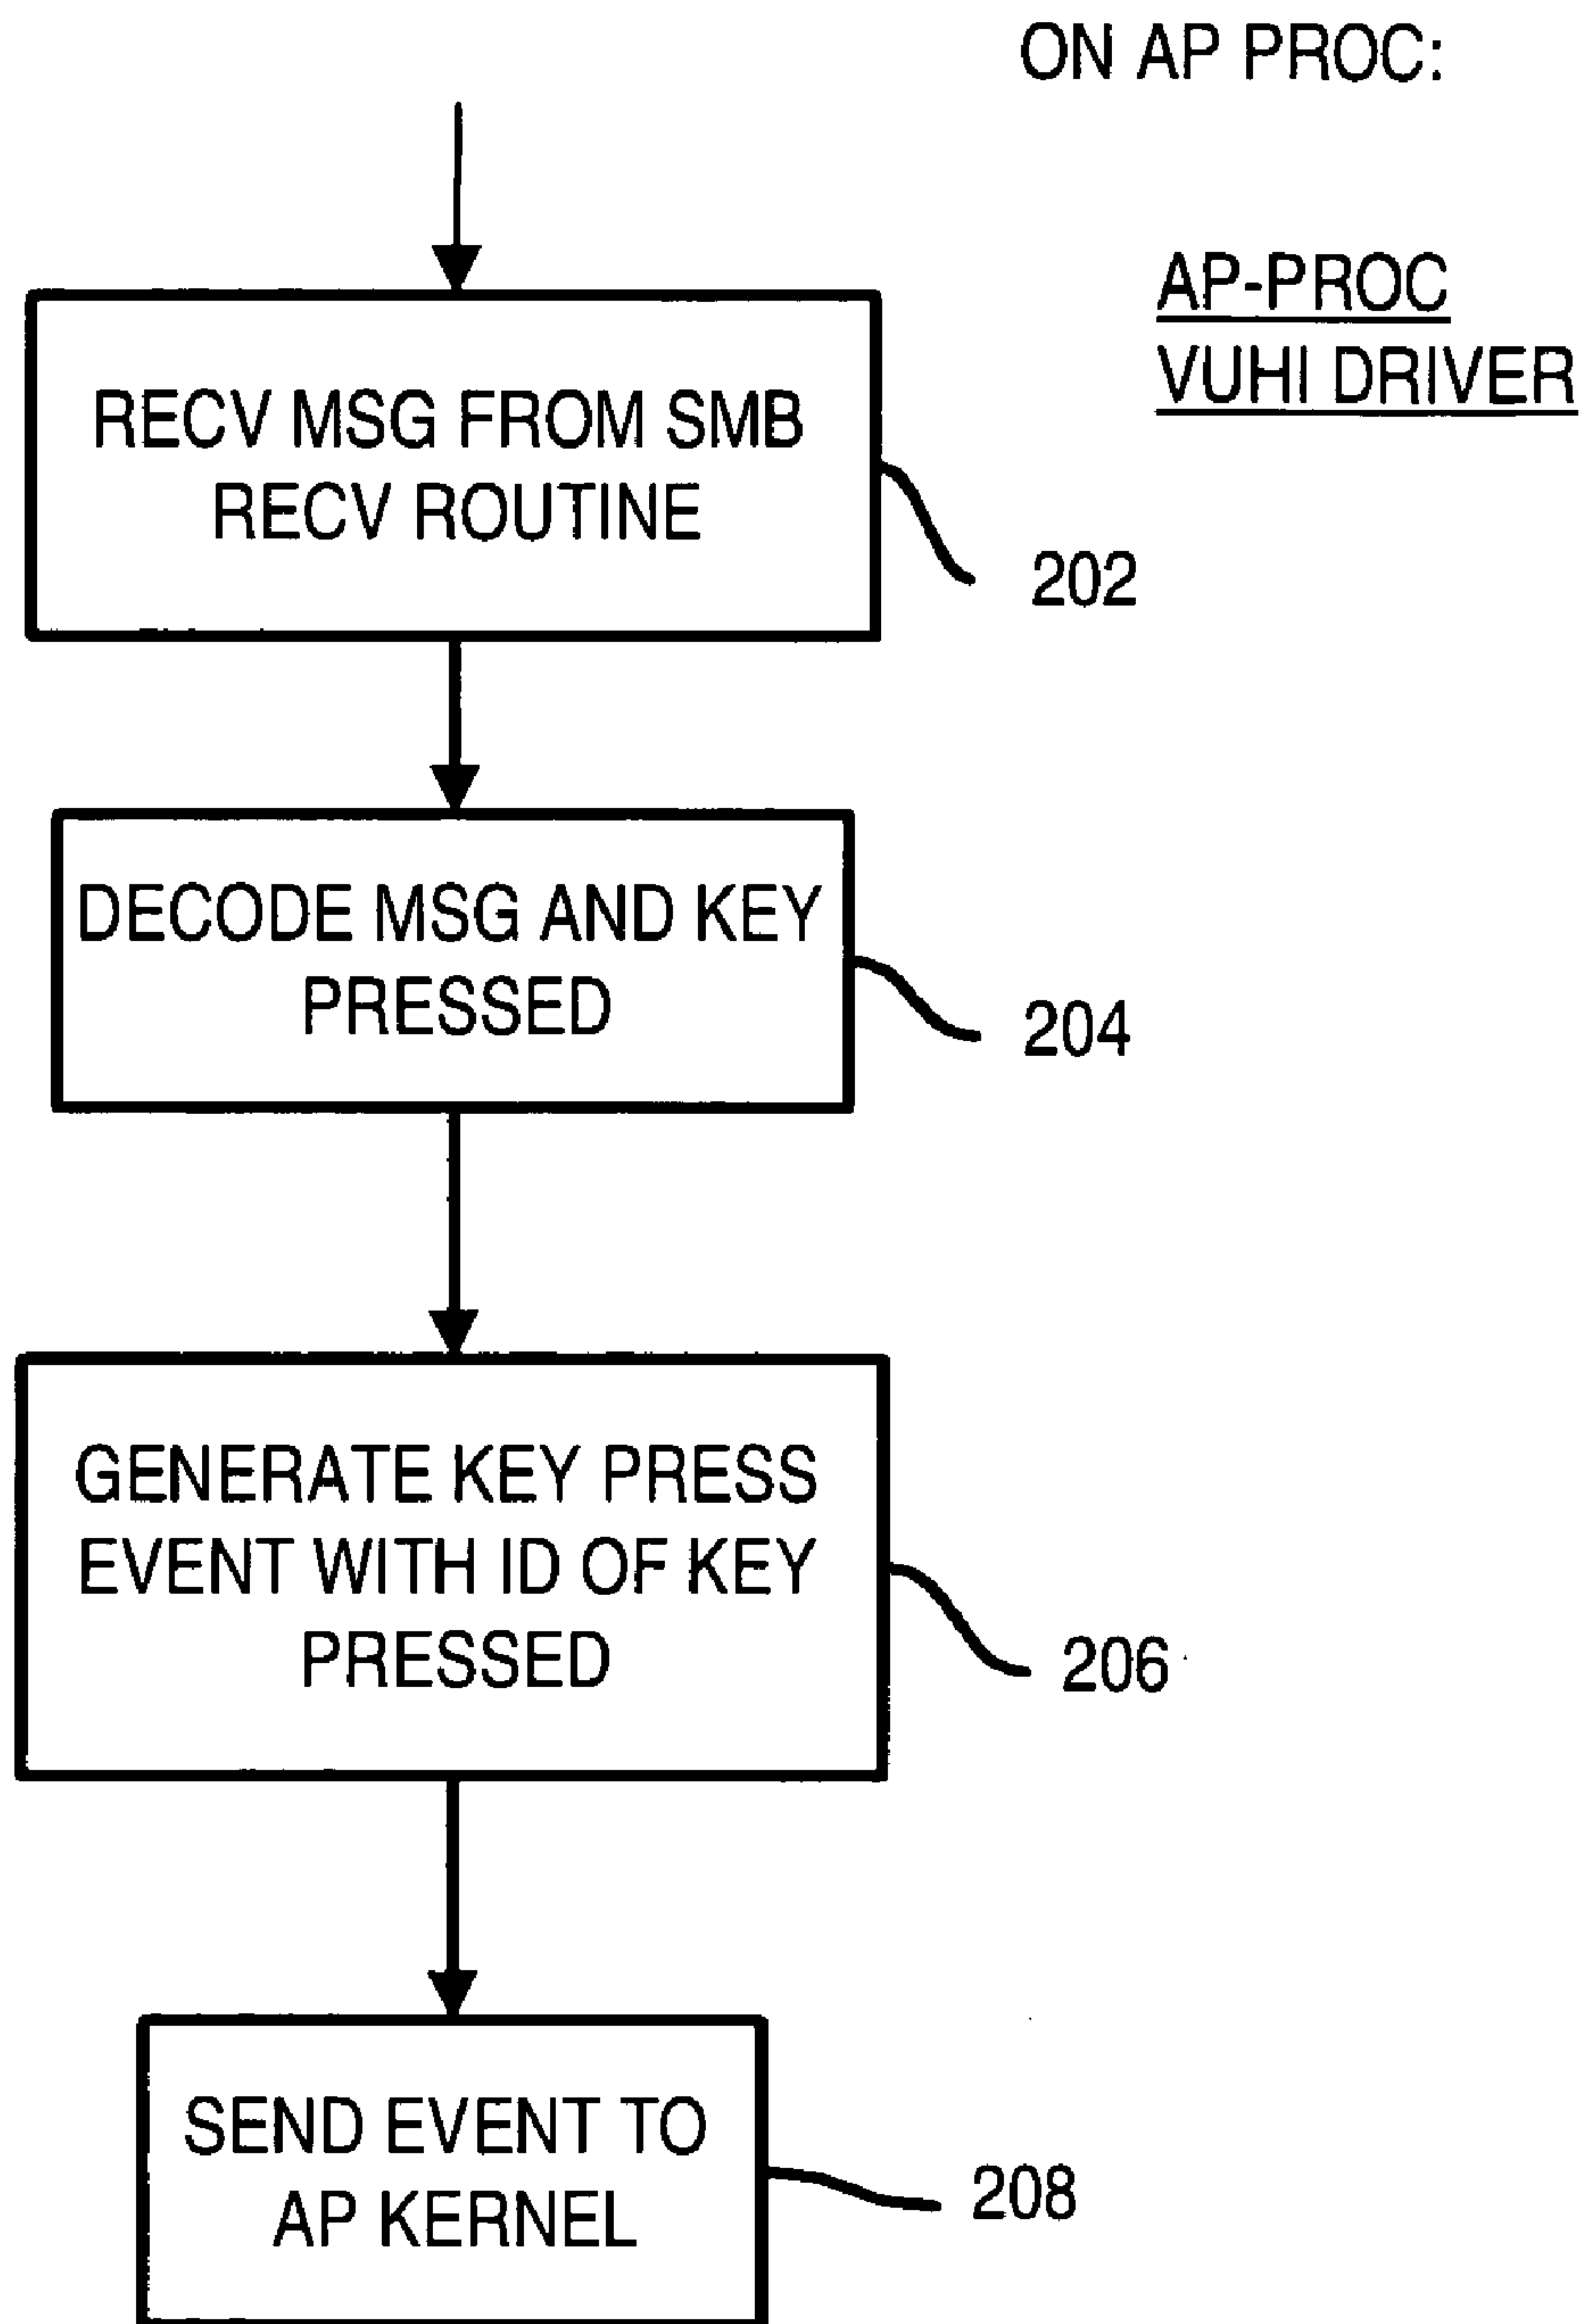 ON AP PROC:
AP-PROC
VUHI DRIVER
RECV MSG FROM SMB
RECV ROUTINE
202
DECODE MSG AND KEY
PRESSED
204
GENERATE KEY PRESS
EVENT WITH ID OF KEY
PRESSED
206
SEND EVENT TO
AP KERNEL
208